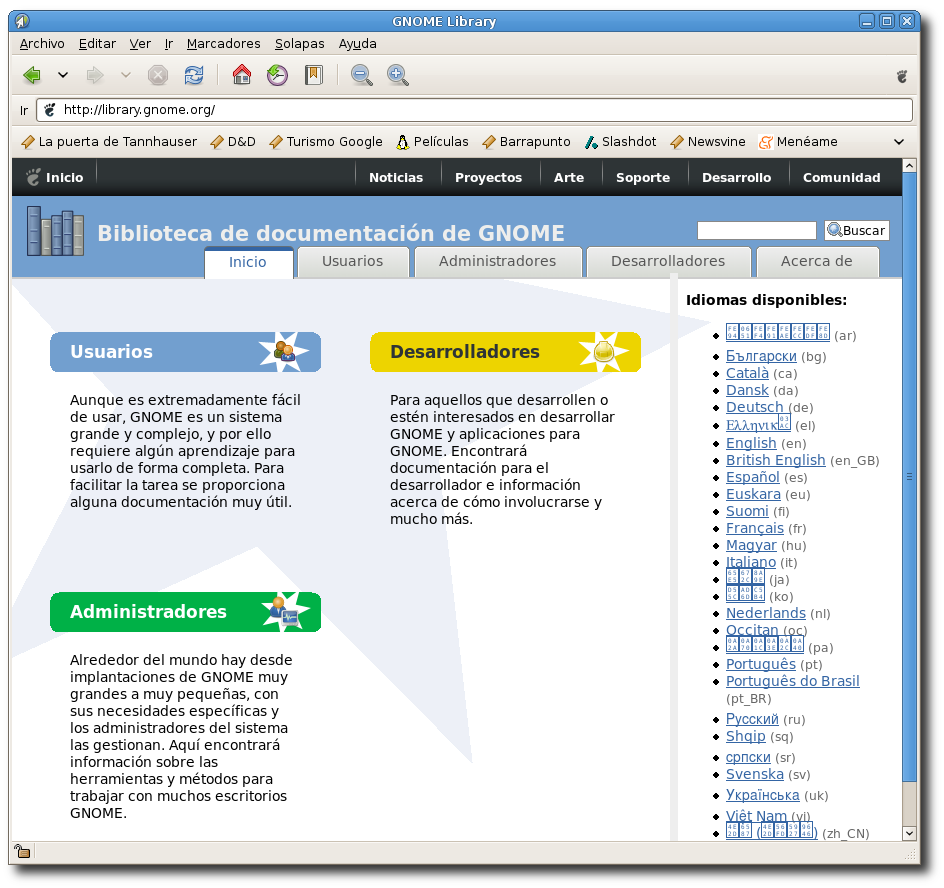 GNOME Library
Archivo Editar Ver Ir Marcadores Solapas Ayuda
Ir http://library.gnome.org/
La puerta de Tannhauser D&D Turismo Google Películas Barrapunto Slashdot Newsvine Menéame
Inicio Noticias Proyectos Arte Soporte Desarrollo Comunidad
Biblioteca de documentación de GNOME
Buscar
Inicio Usuarios Administradores Desarrolladores Acerca de
Usuarios
Aunque es extremadamente fácil
de usar, GNOME es un sistema
grande y complejo, y por ello
requiere algún aprendizaje para
usarlo de forma completa. Para
facilitar la tarea se proporciona
alguna documentación muy útil.
Desarrolladores
Para aquellos que desarrollen o
estén interesados en desarrollar
GNOME y aplicaciones para
GNOME. Encontrará
documentación para el
desarrollador e información
acerca de cómo involucrarse y
mucho más.
Administradores
Alrededor del mundo hay desde
implantaciones de GNOME muy
grandes a muy pequeñas, con
sus necesidades específicas y
los administradores del sistema
las gestionan. Aquí encontrará
información sobre las
herramientas y métodos para
trabajar con muchos escritorios
GNOME.
Idiomas disponibles:
(ar)
Български (bg)
Català (ca)
Dansk (da)
Deutsch (de)
(el)
English (en)
British English (en_GB)
Español (es)
Euskara (eu)
Suomi (fi)
Français (fr)
Magyar (hu)
Italiano (it)
(ja)
(ko)
Nederlands (nl)
Occitan (oc)
(pa)
Português (pt)
Português do Brasil
(pt_BR)
Русский (ru)
Shqip (sq)
српски (sr)
Svenska (sv)
Українська (uk)
Việt Nam (vi)
(zh_CN)